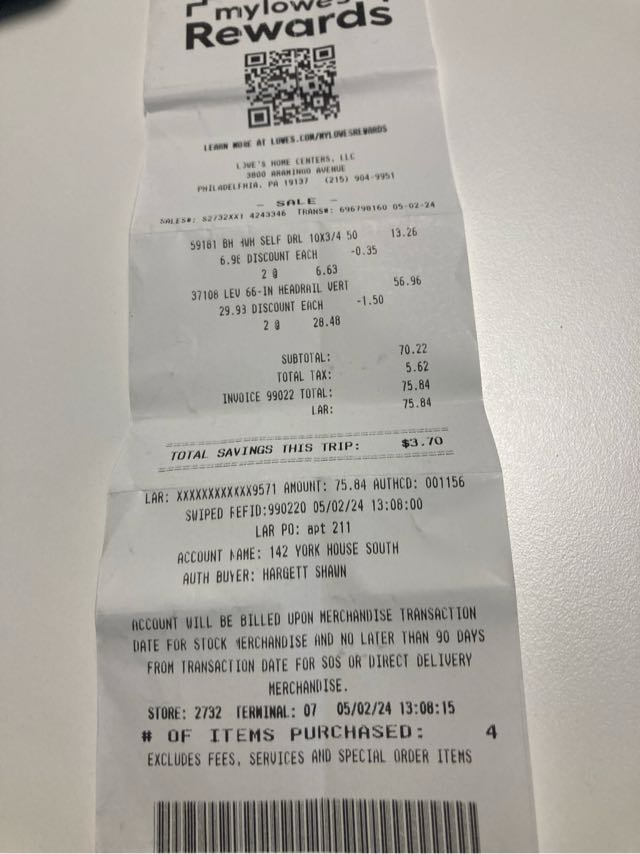 mylowe's
Rewards
LEARN MORE AT LOWES.COM/MYLOWESREWARDS
LOWE'S HOME CENTERS, LLC
3800 ARAMINGO AVENUE
PHILADELPHIA, PA 19137 (215) 904-9951
- SALE -
SALES#: S2732XX1 4243346 TRANS#: 696798160 05-02-24
59181 BH HWH SELF DRL 10X3/4 50 13.26
6.98 DISCOUNT EACH -0.35
2 @ 6.63
37108 LEV 66-IN HEADRAIL VERT 56.96
29.93 DISCOUNT EACH -1.50
2 @ 28.48
SUBTOTAL: 70.22
TOTAL TAX: 5.62
INVOICE 99022 TOTAL: 75.84
LAR: 75.84
TOTAL SAVINGS THIS TRIP: $3.70
LAR: XXXXXXXXXXXX9571 AMOUNT: 75.84 AUTHCD: 001156
SWIPED REFID:990220 05/02/24 13:08:00
LAR PO: apt 211
ACCOUNT NAME: 142 YORK HOUSE SOUTH
AUTH BUYER: HARGETT SHAWN
ACCOUNT WILL BE BILLED UPON MERCHANDISE TRANSACTION
DATE FOR STOCK MERCHANDISE AND NO LATER THAN 90 DAYS
FROM TRANSACTION DATE FOR SOS OR DIRECT DELIVERY
MERCHANDISE.
STORE: 2732 TERMINAL: 07 05/02/24 13:08:15
# OF ITEMS PURCHASED: 4
EXCLUDES FEES, SERVICES AND SPECIAL ORDER ITEMS